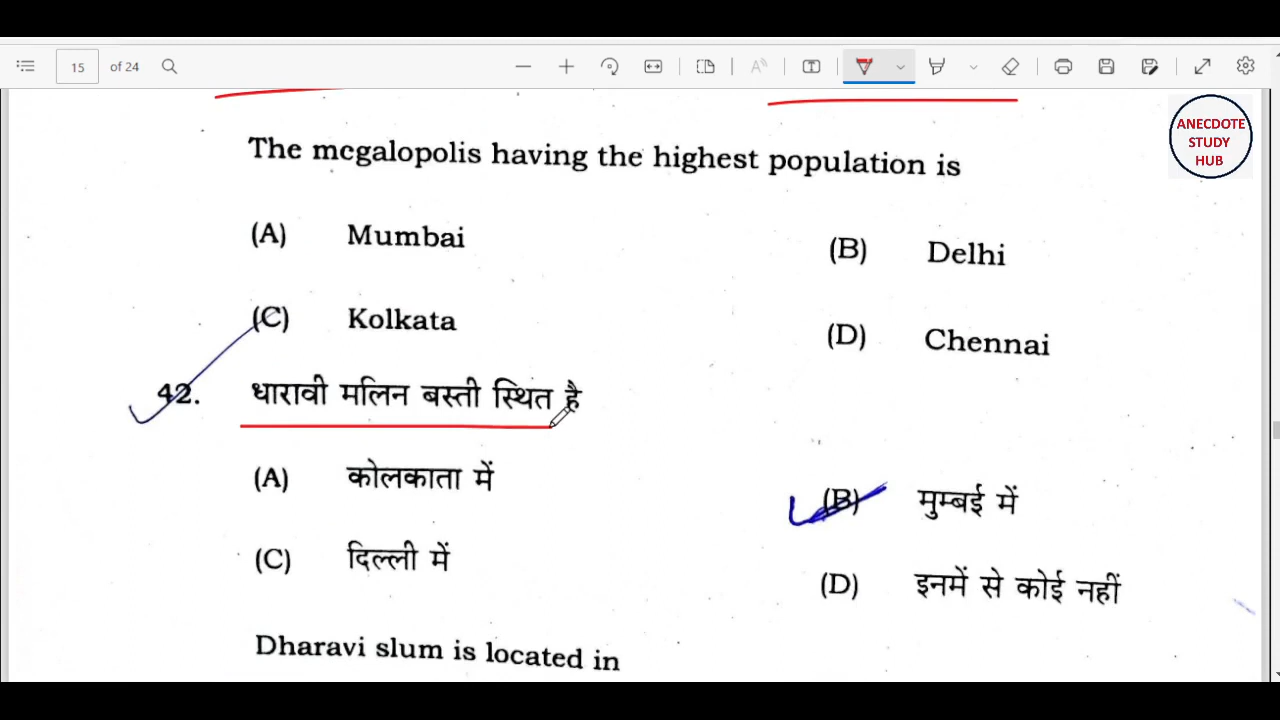 15 of 24
ANECDOTE
STUDY
HUB
The mcgalopolis having the highest population is
(A) Mumbai (B) Delhi
(C) Kolkata (D) Chennai
42. धारावी मलिन बस्ती स्थित है
(A) कोलकाता में (B) मुम्बई में
(C) दिल्ली में (D) इनमें से कोई नहीं
Dharavi slum is located in